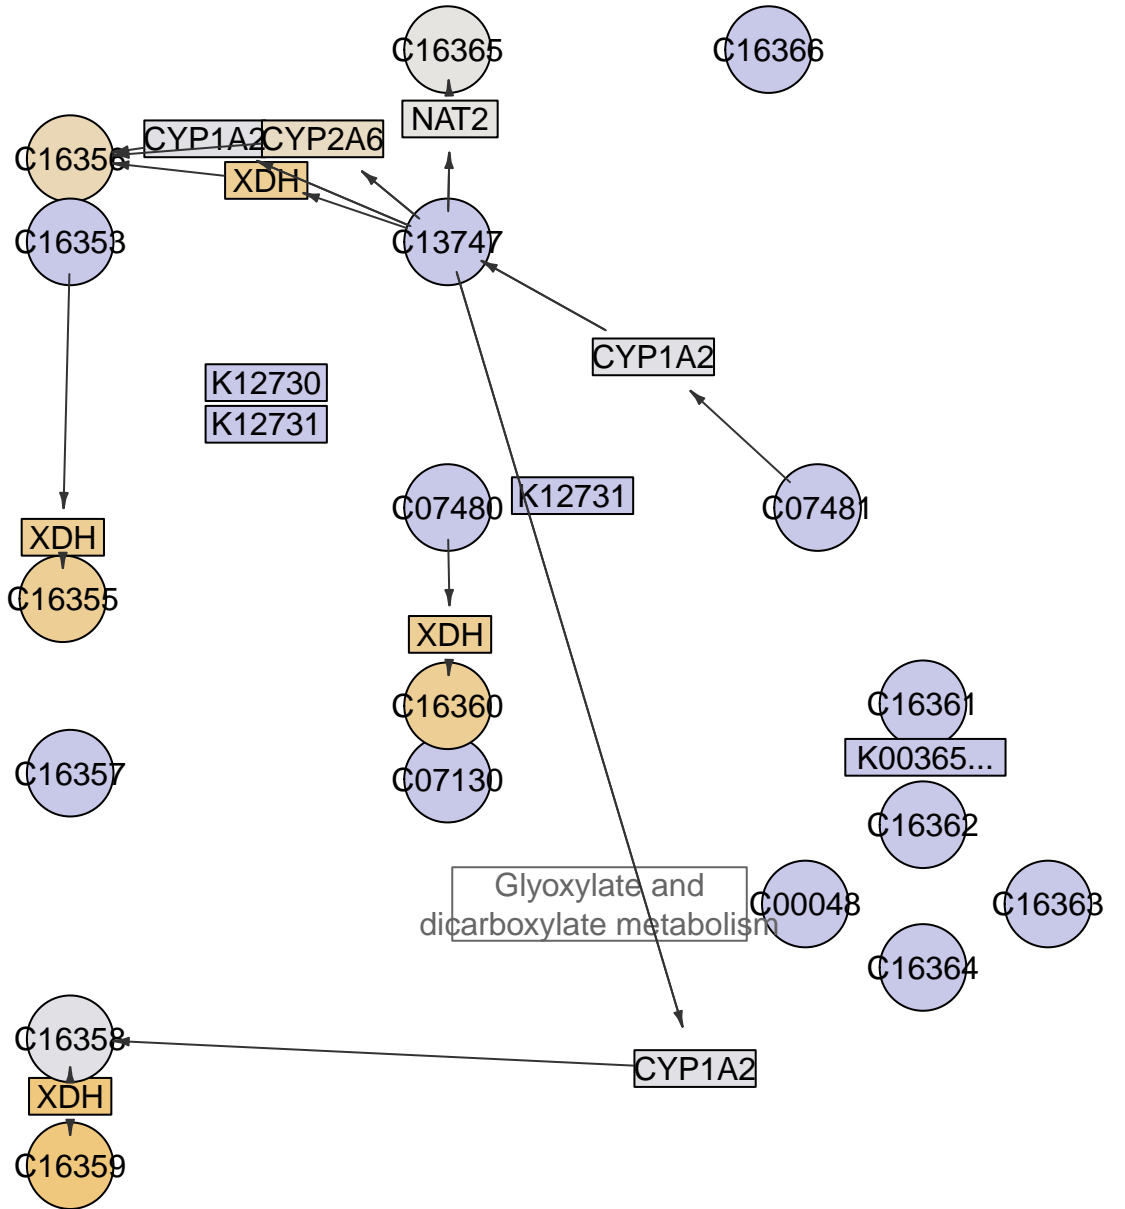 C16365
C16366
NAT2
CYP1A2
CYP2A6
C16356
XDH
C16353
C13747
CYP1A2
K12730
K12731
C07480
K12731
C07481
XDH
C16355
XDH
C16360
C16361
K00365...
C16357
C07130
C16362
Glyoxylate and
dicarboxylate metabolism
C00048
C16363
C16364
C16358
CYP1A2
XDH
C16359